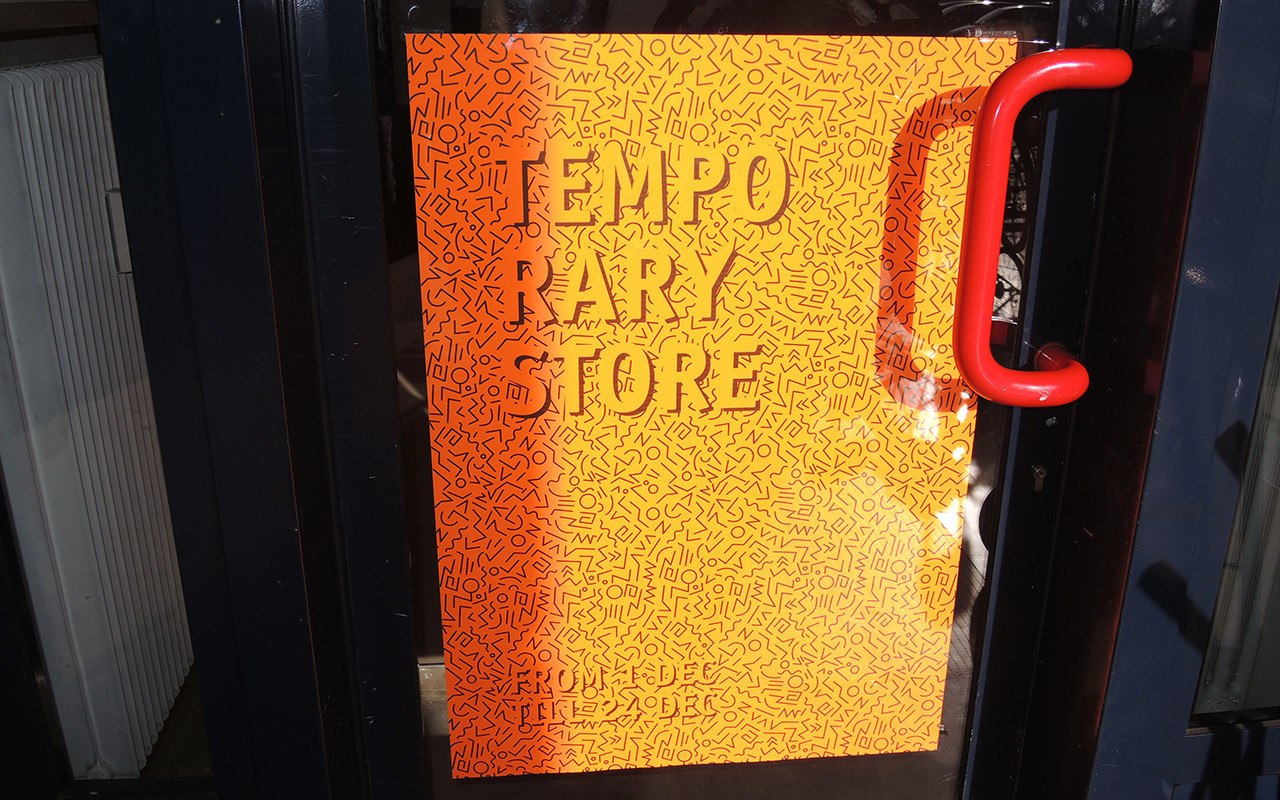 TEMPO
RARY
STORE
FROM 1 DEC
TILL 24 DEC